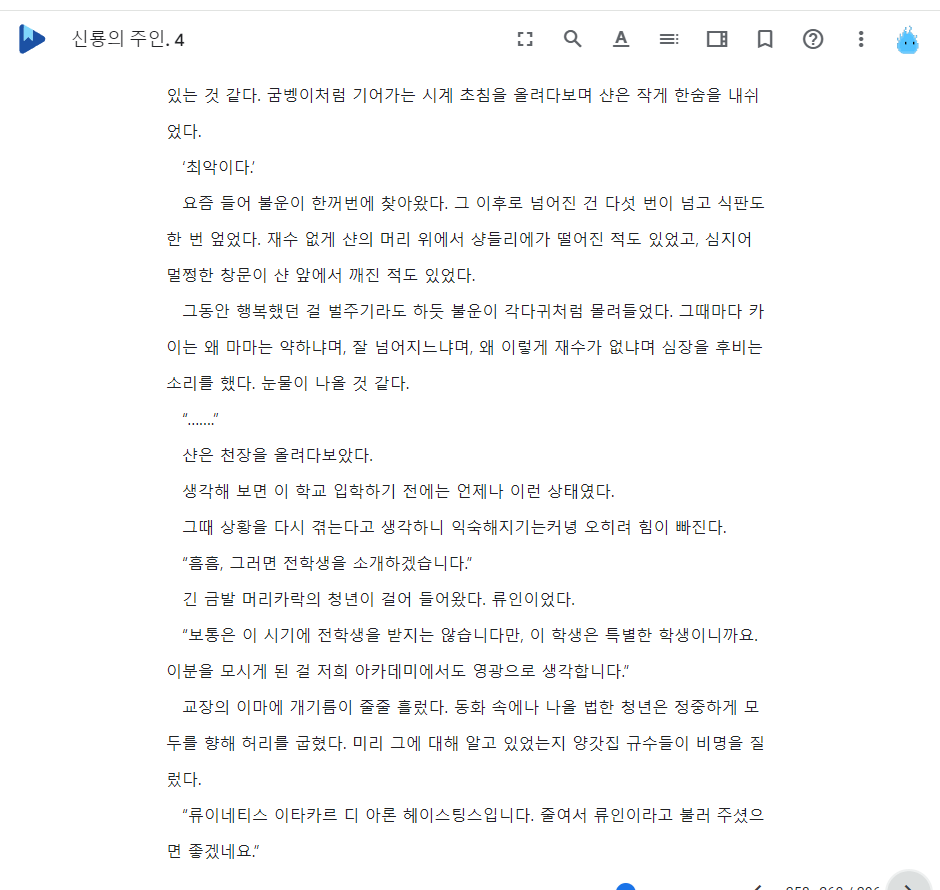 신룡의 주인. 4
있는 것 같다. 굼벵이처럼 기어가는 시계 초침을 올려다보며 샨은 작게 한숨을 내쉬
었다.
‘최악이다.’
요즘 들어 불운이 한꺼번에 찾아왔다. 그 이후로 넘어진 건 다섯 번이 넘고 식판도
한 번 엎었다. 재수 없게 샨의 머리 위에서 샹들리에가 떨어진 적도 있었고, 심지어
멀쩡한 창문이 샨 앞에서 깨진 적도 있었다.
그동안 행복했던 걸 벌주기라도 하듯 불운이 각다귀처럼 몰려들었다. 그때마다 카
이는 왜 마마는 약하냐며, 잘 넘어지느냐며, 왜 이렇게 재수가 없냐며 심장을 후비는
소리를 했다. 눈물이 나올 것 같다.
“…….”
샨은 천장을 올려다보았다.
생각해 보면 이 학교 입학하기 전에는 언제나 이런 상태였다.
그때 상황을 다시 겪는다고 생각하니 익숙해지기는커녕 오히려 힘이 빠진다.
“흠흠, 그러면 전학생을 소개하겠습니다.”
긴 금발 머리카락의 청년이 걸어 들어왔다. 류인이었다.
“보통은 이 시기에 전학생을 받지는 않습니다만, 이 학생은 특별한 학생이니까요.
이분을 모시게 된 걸 저희 아카데미에서도 영광으로 생각합니다.”
교장의 이마에 개기름이 줄줄 흘렀다. 동화 속에나 나올 법한 청년은 정중하게 모
두를 향해 허리를 굽혔다. 미리 그에 대해 알고 있었는지 양갓집 규수들이 비명을 질
렀다.
“류이네티스 이타카르 디 아론 헤이스팅스입니다. 줄여서 류인이라고 불러 주셨으
면 좋겠네요.”